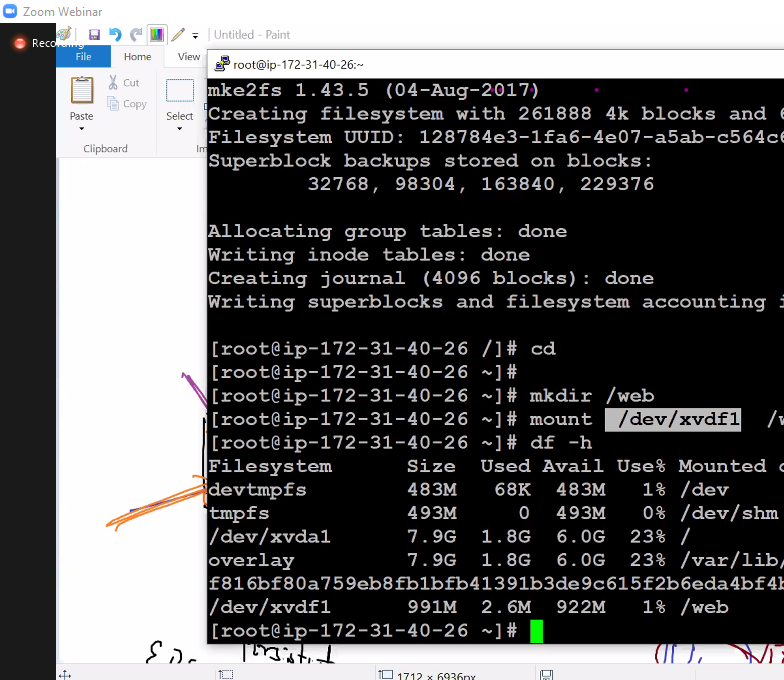 Zoom Webinar
Recording
Untitled - Paint
File Home View
Paste
Cut
Copy
Select
Clipboard
root@ip-172-31-40-26:~
mke2fs 1.43.5 (04-Aug-2017)
Creating filesystem with 261888 4k blocks and
Filesystem UUID: 128784e3-1fa6-4e07-a5ab-c564c
Superblock backups stored on blocks:
32768, 98304, 163840, 229376
Allocating group tables: done
Writing inode tables: done
Creating journal (4096 blocks): done
Writing superblocks and filesystem accounting
[root@ip-172-31-40-26 /]# cd
[root@ip-172-31-40-26 ~]#
[root@ip-172-31-40-26 ~]# mkdir /web
[root@ip-172-31-40-26 ~]# mount /dev/xvdf1 /w
[root@ip-172-31-40-26 ~]# df -h
Filesystem Size Used Avail Use% Mounted
devtmpfs 483M 68K 483M 1% /dev
tmpfs 493M 0 493M 0% /dev/shm
/dev/xvda1 7.9G 1.8G 6.0G 23% /
overlay 7.9G 1.8G 6.0G 23% /var/lib/
f816bf80a759eb8fb1bfb41391b3de9c615f2b6eda4bf4
/dev/xvdf1 991M 2.6M 922M 1% /web
[root@ip-172-31-40-26 ~]#
1712 × 6936px